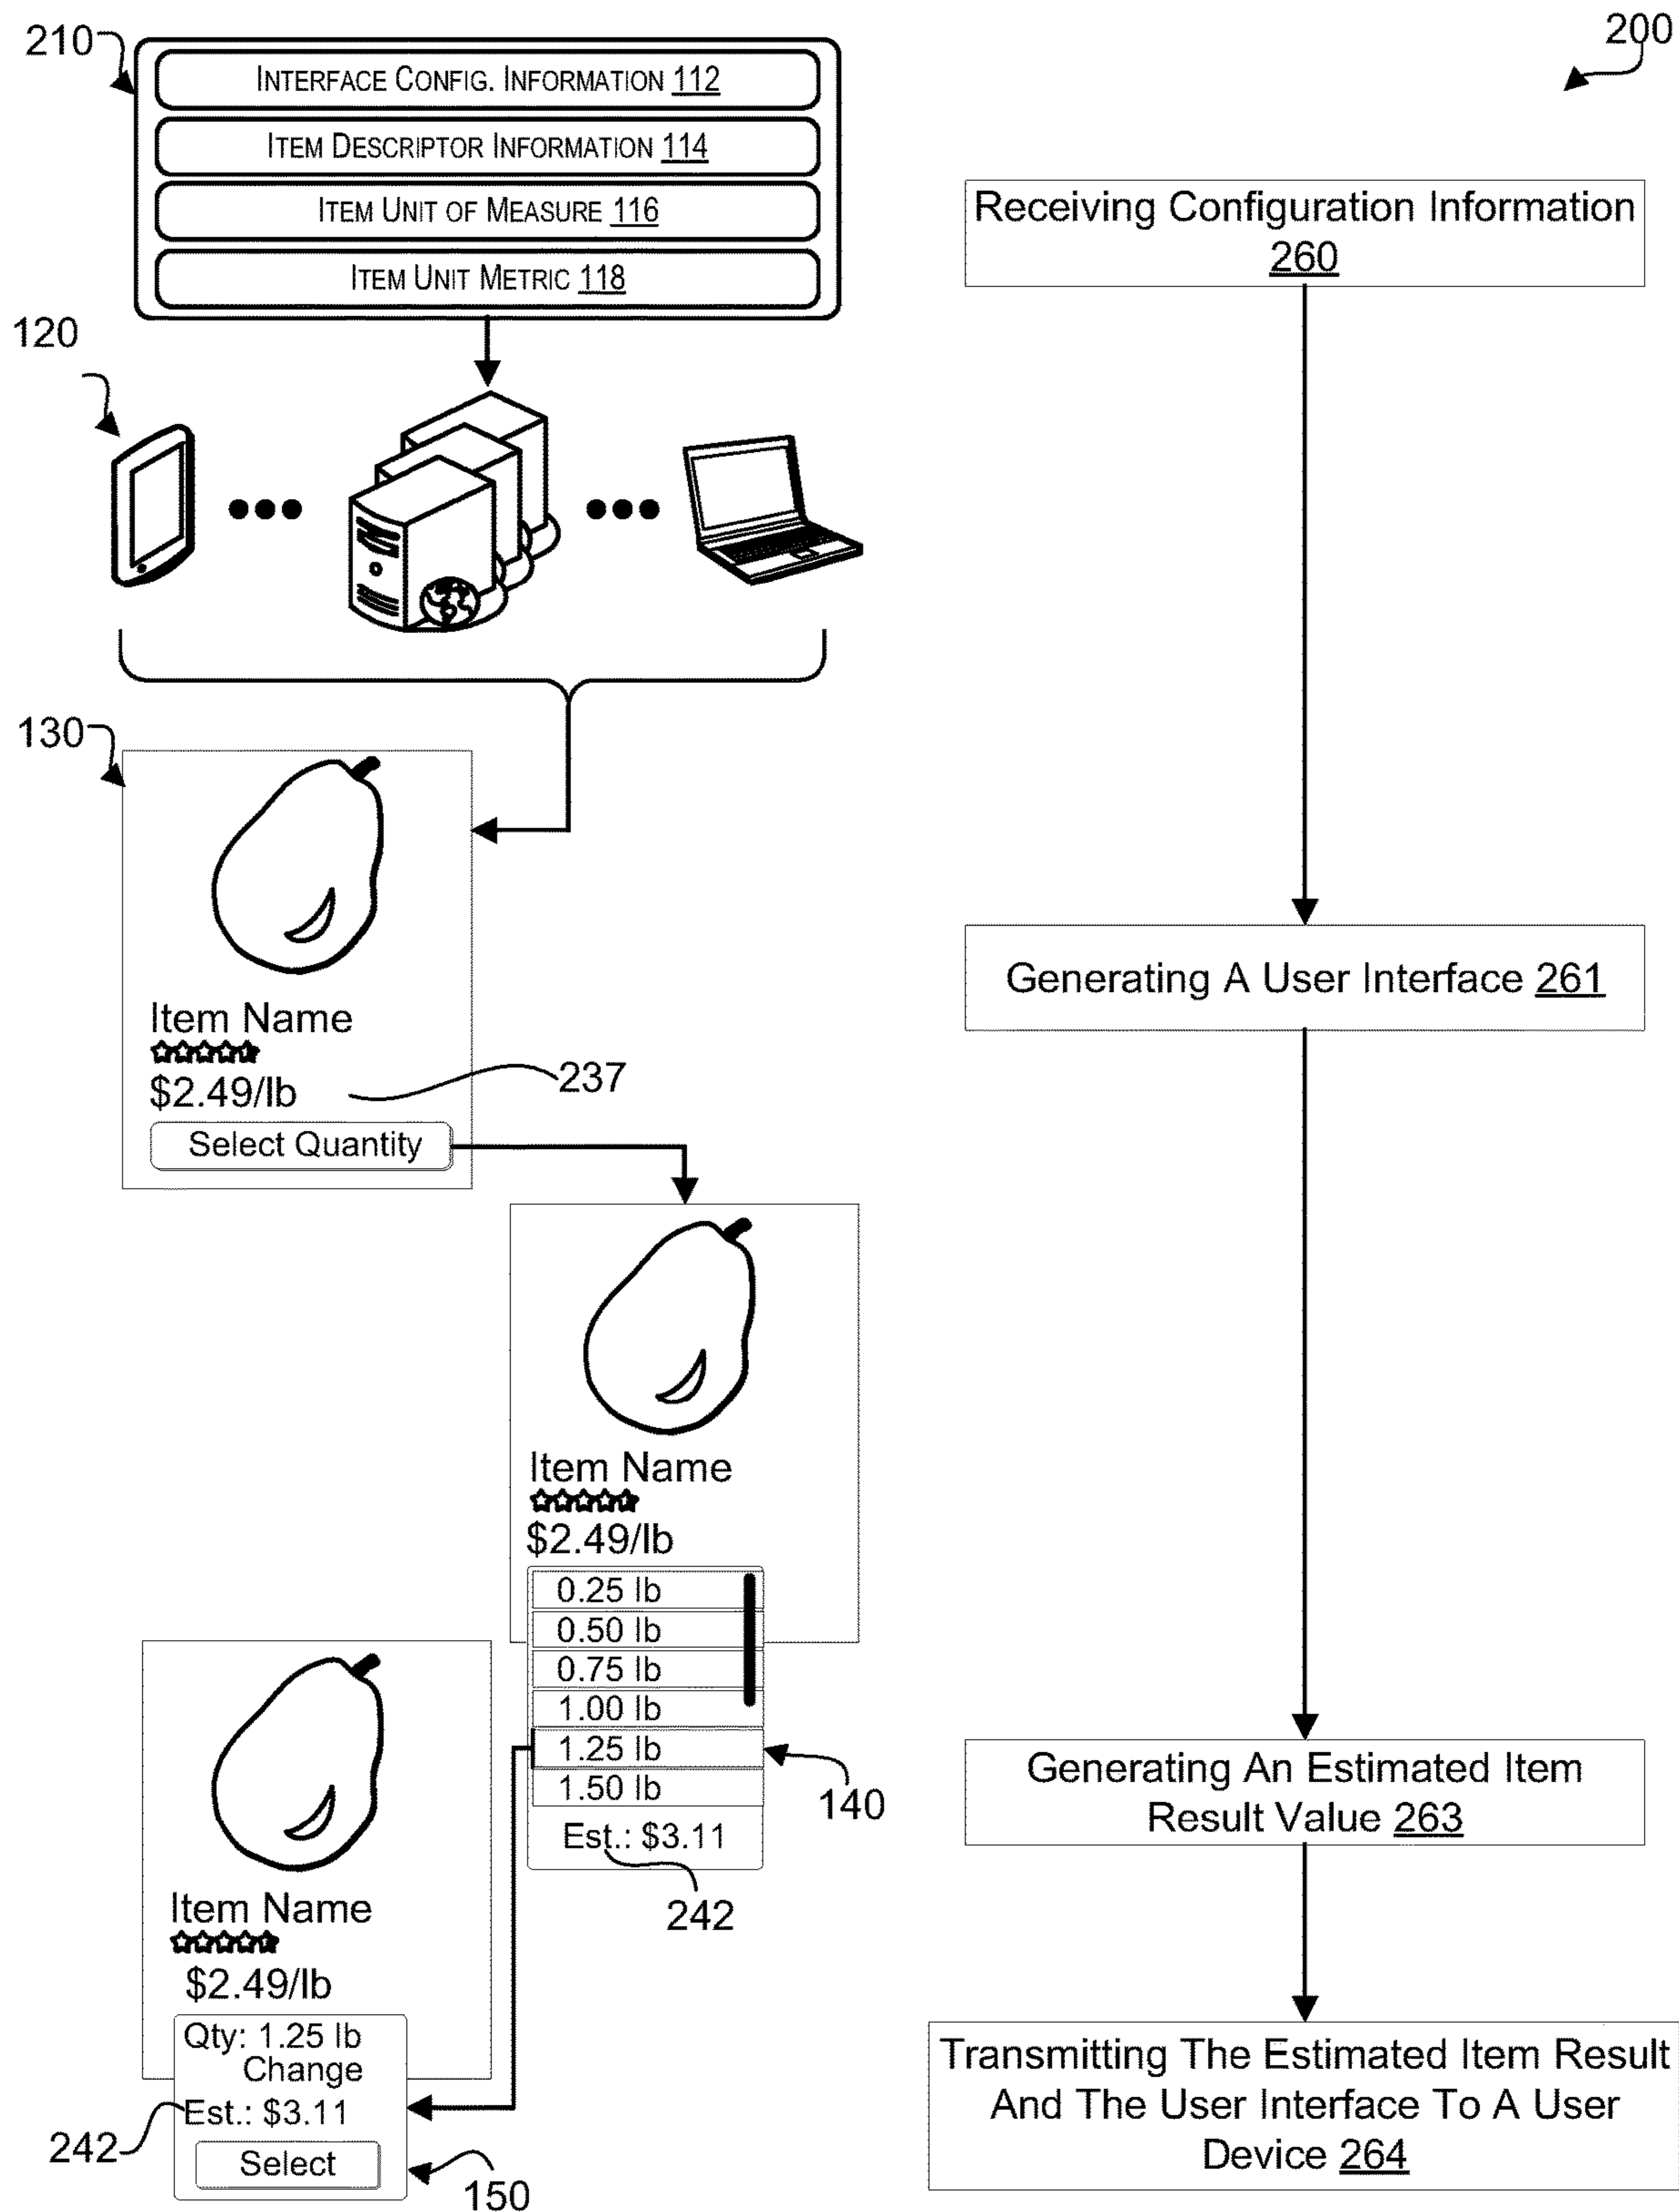 210
200
INTERFACE CONFIG. INFORMATION 112
ITEM DESCRIPTOR INFORMATION 114
ITEM UNIT OF MEASURE 116
ITEM UNIT METRIC 118
Receiving Configuration Information
260
120
130
Item Name
$2.49/lb
237
Select Quantity
Generating A User Interface 261
Item Name
$2.49/lb
0.25 lb
0.50 lb
0.75 lb
1.00 lb
1.25 lb
1.50 lb
Est.: $3.11
140
242
Generating An Estimated Item
Result Value 263
Item Name
$2.49/lb
Qty: 1.25 lb
Change
Est.: $3.11
242
Select
150
Transmitting The Estimated Item Result
And The User Interface To A User
Device 264